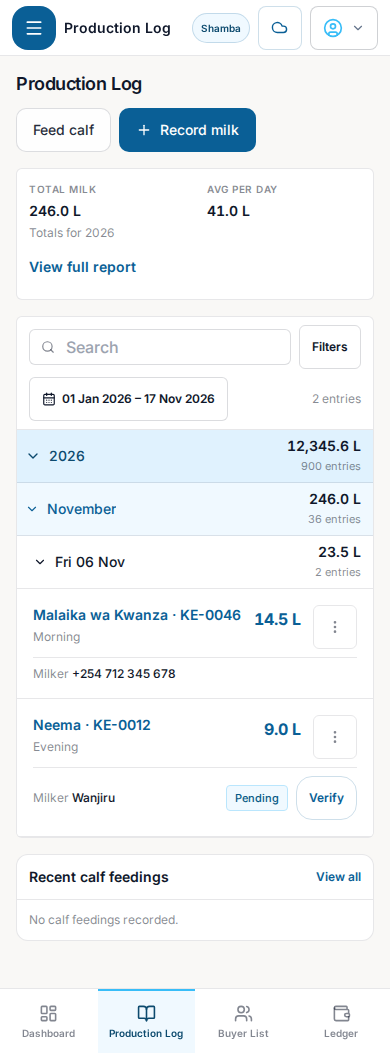 Production Log
Shamba
Production Log
Feed calf
Record milk
TOTAL MILK
AVG PER DAY
246.0 L
41.0 L
Totals for 2026
View full report
Search
Filters
01 Jan 2026 – 17 Nov 2026
2 entries
2026
12,345.6 L
900 entries
November
246.0 L
36 entries
Fri 06 Nov
23.5 L
2 entries
Malaika wa Kwanza · KE-0046
14.5 L
Morning
Milker +254 712 345 678
Neema · KE-0012
9.0 L
Evening
Milker Wanjiru
Pending
Verify
Recent calf feedings
View all
No calf feedings recorded.
Dashboard
Production Log
Buyer List
Ledger